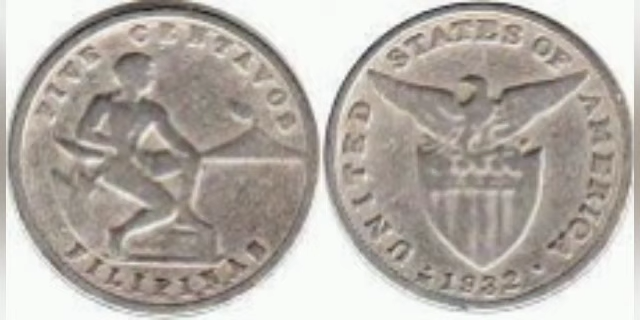 FIVE CENTAVOS
FILIPINAS
UNITED STATES OF AMERICA
1932